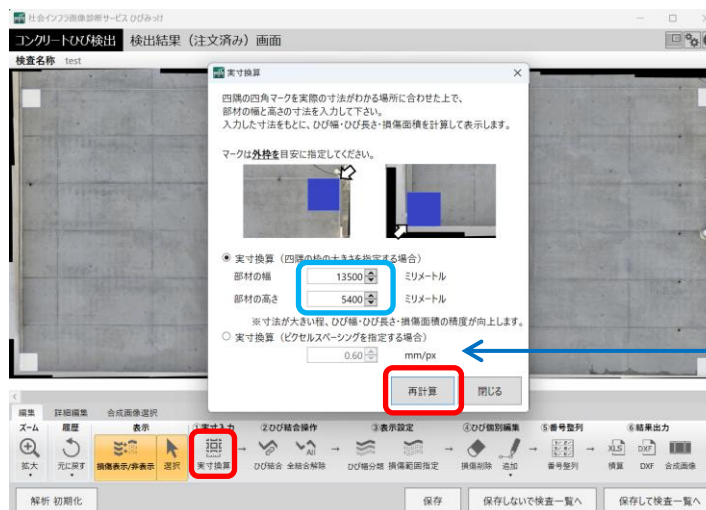 社会インフラ画像診断サービス ひびみっけ
コンクリートひび検出 検出結果（注文済み）画面
検査名称 test
実寸換算
四隅の四角マークを実際の寸法がわかる場所に合わせた上で、
部材の幅と高さの寸法を入力して下さい。
入力した寸法をもとに、ひび幅・ひび長さ・損傷面積を計算して表示します。
マークは外枠を目安に指定してください。
実寸換算（四隅の枠の大きさを指定する場合）
部材の幅 13500 ミリメートル
部材の高さ 5400 ミリメートル
※寸法が大きい程、ひび幅・ひび長さ・損傷面積の精度が向上します。
実寸換算（ピクセルスペーシングを指定する場合）
0.60 mm/px
再計算 閉じる
編集 詳細編集 合成画像選択
ズーム 履歴 表示 ①実寸入力 ②ひび結合操作 ③表示設定 ④ひび個別編集 ⑤番号整列 ⑥結果出力
All XLS DXF
拡大 元に戻す 損傷表示/非表示 選択 実寸換算 ひび結合 全結合解除 ひび幅分類 損傷範囲指定 損傷削除 追加 番号整列 積算 DXF 合成画像
解析 初期化 保存 保存しないで検査一覧へ 保存して検査一覧へ